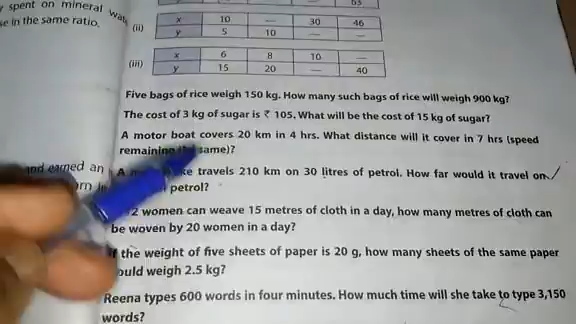 spent on mineral
se in the same ratio.
63
(ii) x 10 — 30 46
y 5 10 — —
(iii) x 6 8 10 —
y 15 20 — 40
Five bags of rice weigh 150 kg. How many such bags of rice will weigh 900 kg?
The cost of 3 kg of sugar is ₹ 105. What will be the cost of 15 kg of sugar?
A motor boat covers 20 km in 4 hrs. What distance will it cover in 7 hrs (speed
remaining same)?
and earned an
A travels 210 km on 30 litres of petrol. How far would it travel on
petrol?
2 women can weave 15 metres of cloth in a day, how many metres of cloth can
be woven by 20 women in a day?
If the weight of five sheets of paper is 20 g, how many sheets of the same paper
ould weigh 2.5 kg?
Reena types 600 words in four minutes. How much time will she take to type 3,150
words?